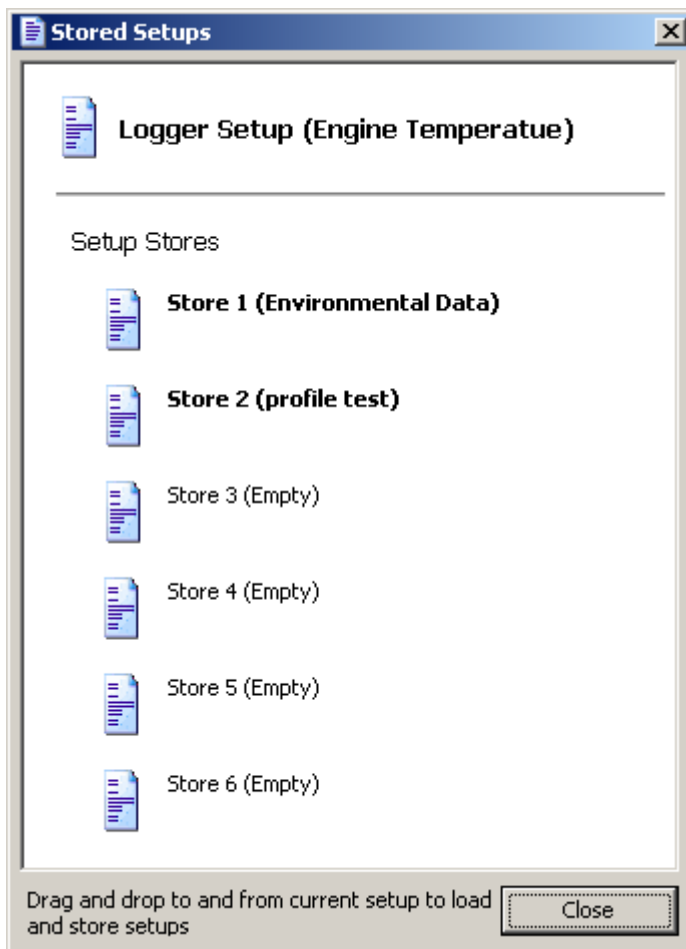 Stored Setups
Logger Setup (Engine Temperatue)
Setup Stores
Store 1 (Environmental Data)
Store 2 (profile test)
Store 3 (Empty)
Store 4 (Empty)
Store 5 (Empty)
Store 6 (Empty)
Drag and drop to and from current setup to load
and store setups
Close